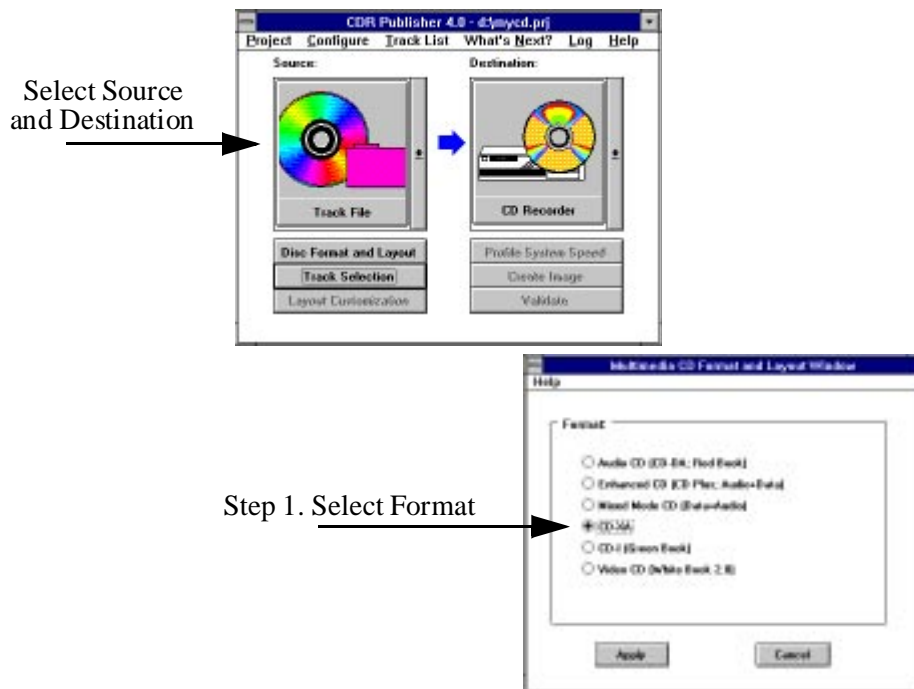 CDR Publisher 4.0 - d:\mycd.prj
Project Configure Track List What's Next? Log Help
Source: Destination:
Select Source
and Destination
Track File CD Recorder
Disc Format and Layout Profile System Speed
Track Selection Create Image
Layout Customization Validate
Multimedia CD Format and Layout Window
Help
Format:
Audio CD (CD-DA; Red Book)
Enhanced CD (CD Plus; Audio+Data)
Mixed Mode CD (Data+Audio)
Step 1. Select Format
CD-XA
CD-I (Green Book)
Video CD (White Book 2.0)
Apply Cancel